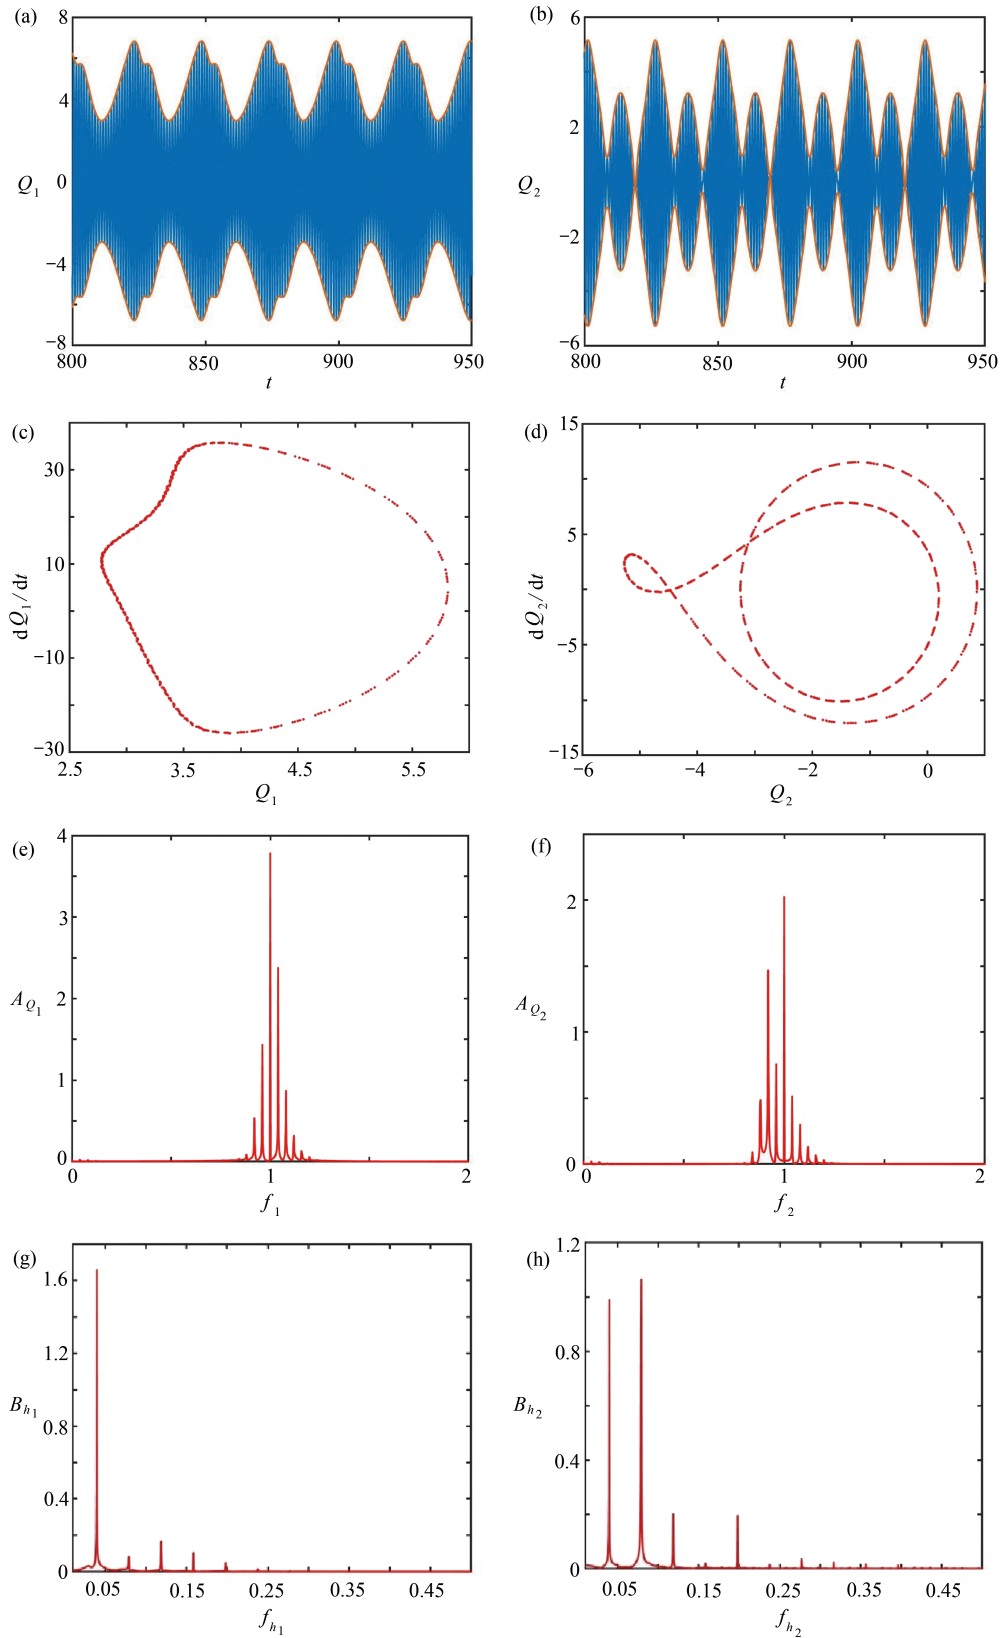 (a)
8
4
0
−4
−8
Q1
800
850
900
950
t
(b)
6
2
−2
−6
Q2
800
850
900
950
t
(c)
30
10
−10
−30
dQ1/dt
2.5
3.5
4.5
5.5
Q1
(d)
15
5
−5
−15
dQ2/dt
−6
−4
−2
0
Q2
(e)
4
3
2
1
0
AQ1
0
1
2
f1
(f)
2
1
0
AQ2
0
1
2
f2
(g)
1.6
1.2
0.8
0.4
0
Bh1
0.05
0.15
0.25
0.35
0.45
fh1
(h)
1.2
0.8
0.4
0
Bh2
0.05
0.15
0.25
0.35
0.45
fh2